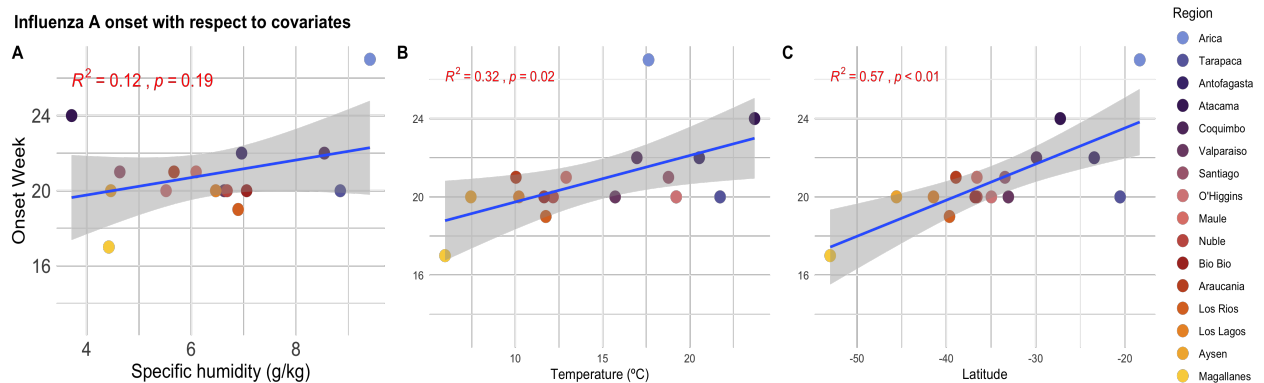 Influenza A onset with respect to covariates
A
R² = 0.12 , p = 0.19
Onset Week
24
20
16
4 6 8
Specific humidity (g/kg)
B
R² = 0.32 , p = 0.02
24
20
16
10 15 20
Temperature (ºC)
C
R² = 0.57 , p < 0.01
24
20
16
-50 -40 -30 -20
Latitude
Region
Arica
Tarapaca
Antofagasta
Atacama
Coquimbo
Valparaiso
Santiago
O'Higgins
Maule
Nuble
Bio Bio
Araucania
Los Rios
Los Lagos
Aysen
Magallanes